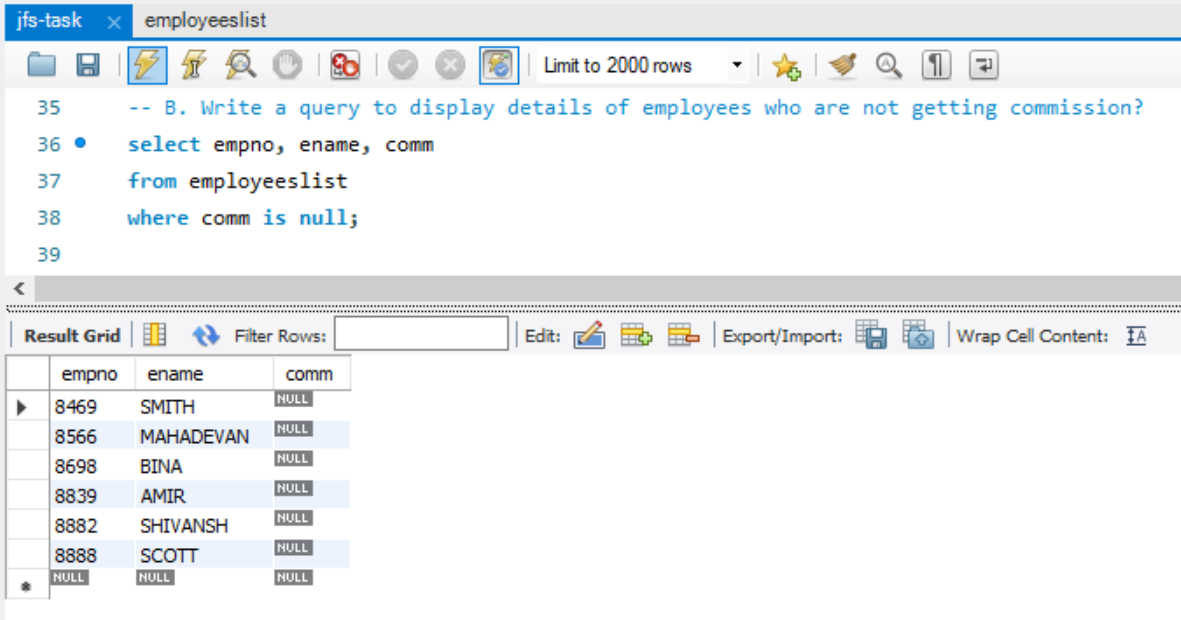 jfs-task × employeeslist
Limit to 2000 rows
35 -- B. Write a query to display details of employees who are not getting commission?
36 select empno, ename, comm
37 from employeeslist
38 where comm is null;
39
Result Grid Filter Rows: Edit: Export/Import: Wrap Cell Content:
empno ename comm
8469 SMITH NULL
8566 MAHADEVAN NULL
8698 BINA NULL
8839 AMIR NULL
8882 SHIVANSH NULL
8888 SCOTT NULL
NULL NULL NULL